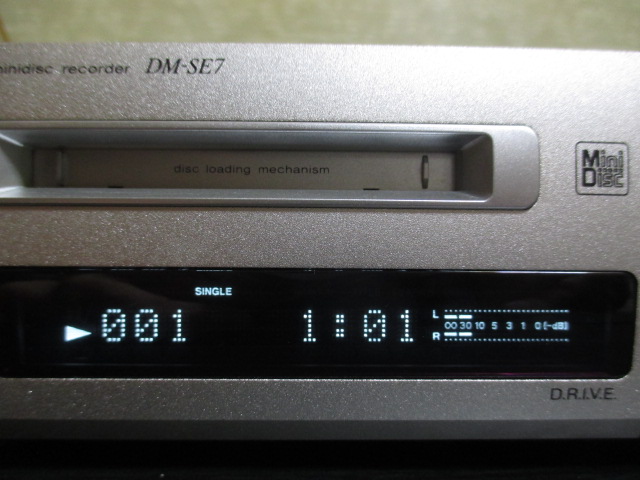 minidisc recorder DM-SE7
disc loading mechanism
Mini
Disc
SINGLE
001 1:01
L
00 30 10 5 3 1 0(-dB)
R
D.R.I.V.E.